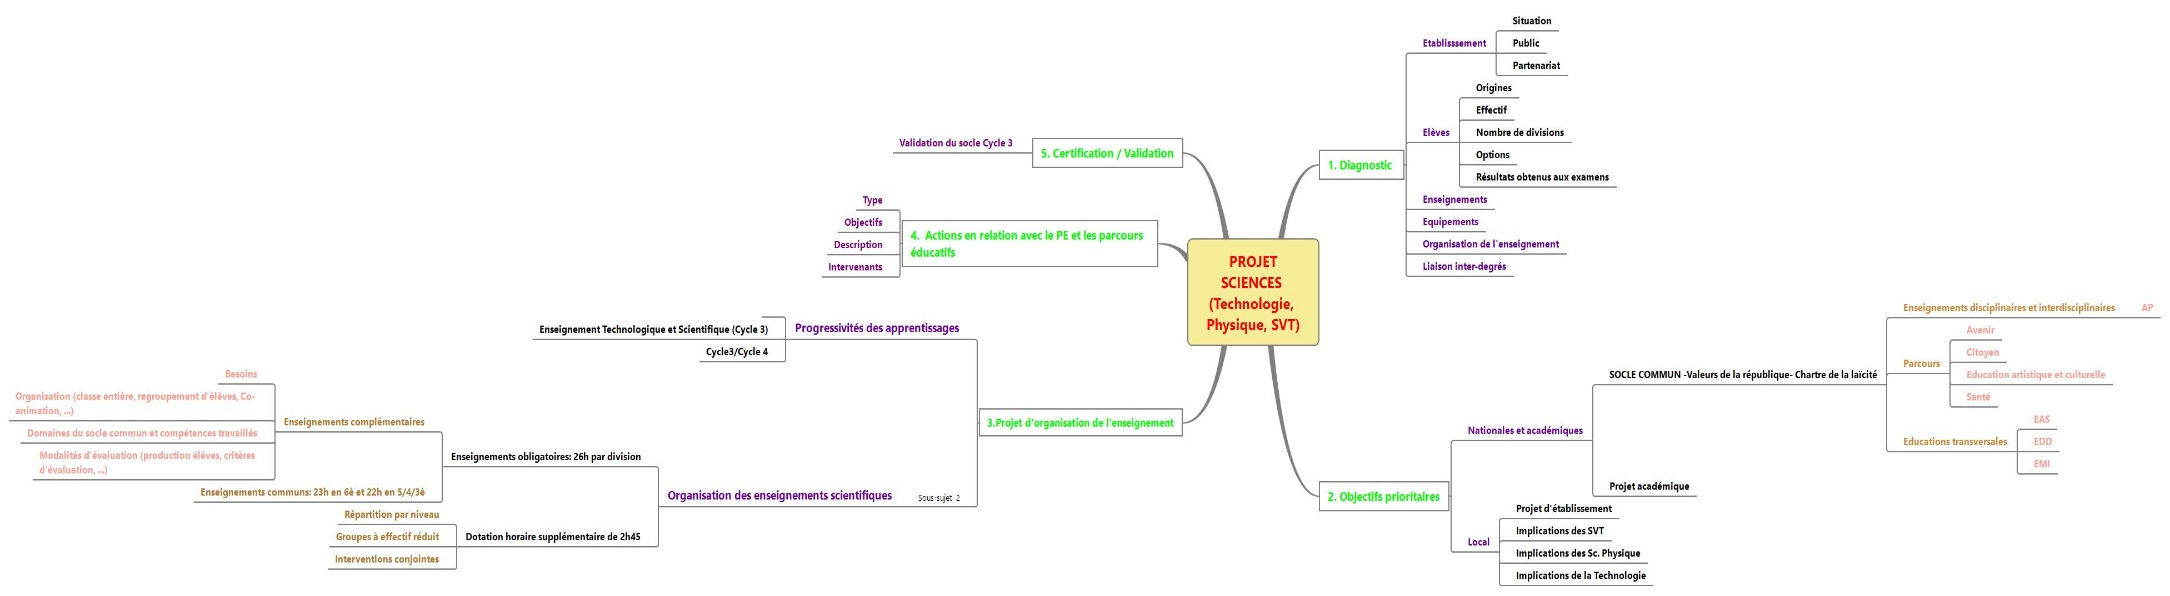 PROJET
SCIENCES
(Technologie,
Physique, SVT)
1. Diagnostic
Etablisssement
Situation
Public
Partenariat
Elèves
Origines
Effectif
Nombre de divisions
Options
Résultats obtenus aux examens
Enseignements
Equipements
Organisation de l'enseignement
Liaison inter-degrés
2. Objectifs prioritaires
Nationales et académiques
SOCLE COMMUN -Valeurs de la république- Chartre de la laïcité
Enseignements disciplinaires et interdisciplinaires
AP
Parcours
Avenir
Citoyen
Education artistique et culturelle
Santé
Educations transversales
EAS
EDD
EMI
Projet académique
Local
Projet d'établissement
Implications des SVT
Implications des Sc. Physique
Implications de la Technologie
3.Projet d'organisation de l'enseignement
Progressivités des apprentissages
Enseignement Technologique et Scientifique (Cycle 3)
Cycle3/Cycle 4
Organisation des enseignements scientifiques
Sous-sujet 2
Enseignements obligatoires: 26h par division
Enseignements complémentaires
Besoins
Organisation (classe entière, regroupement d'élèves, Co-
animation, ...)
Domaines du socle commun et compétences travaillés
Modalités d'évaluation (production élèves, critères
d'évaluation, ...)
Enseignements communs: 23h en 6è et 22h en 5/4/3è
Dotation horaire supplémentaire de 2h45
Répartition par niveau
Groupes à effectif réduit
Interventions conjointes
4. Actions en relation avec le PE et les parcours
éducatifs
Type
Objectifs
Description
Intervenants
5. Certification / Validation
Validation du socle Cycle 3